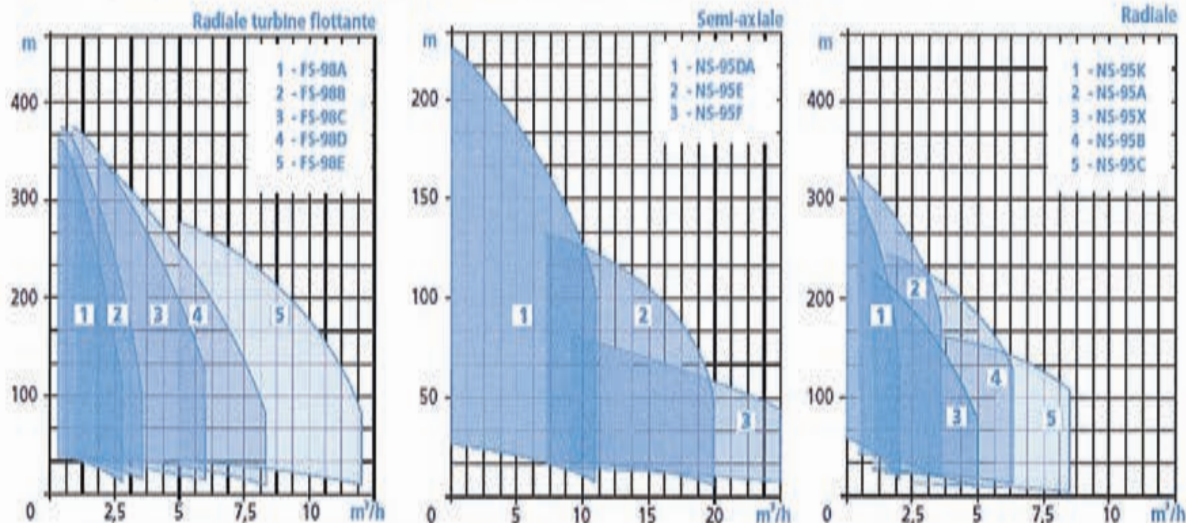 Radiale turbine flottante
m
1 - FS-98A
2 - FS-98B
3 - FS-98C
4 - FS-98D
5 - FS-98E
400
300
200
100
0
1
2
3
4
5
2,5
5
7,5
10
m³/h
Semi-axiale
m
1 - NS-95DA
2 - NS-95E
3 - NS-95F
200
150
100
50
0
1
2
3
5
10
15
20
m³/h
Radiale
m
1 - NS-95K
2 - NS-95A
3 - NS-95X
4 - NS-95B
5 - NS-95C
400
300
200
100
0
1
2
3
4
5
2,5
5
7,5
10
m³/h